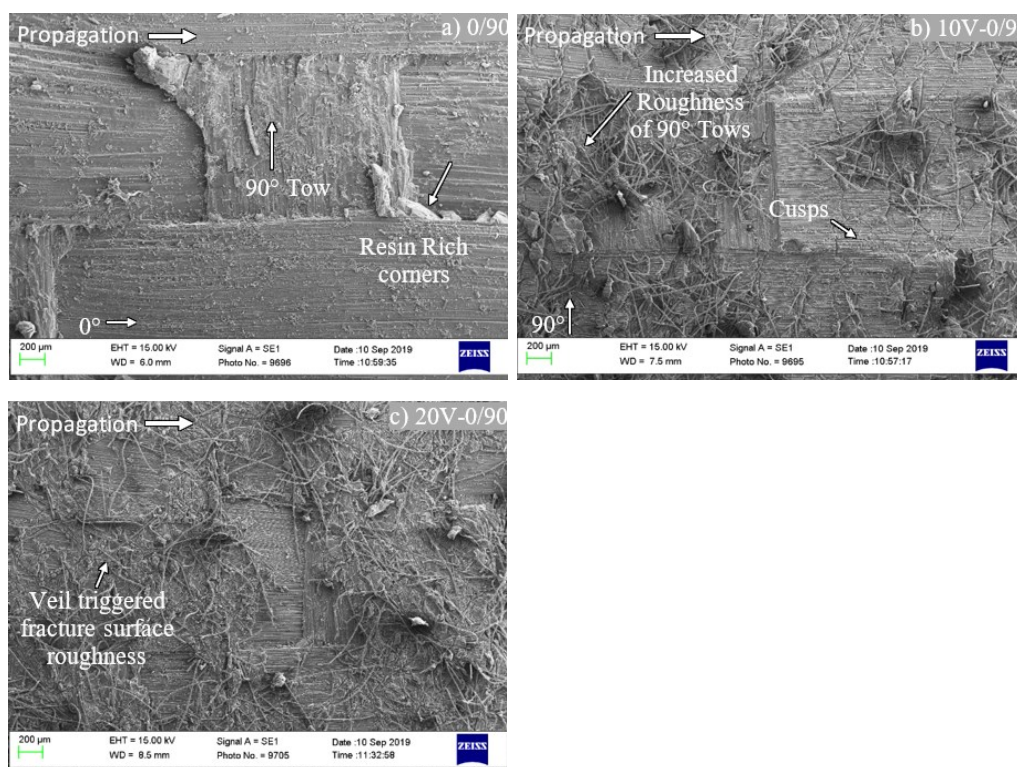 Propagation
a) 0/90
90° Tow
Resin Rich
corners
0°
200 µm
EHT = 15.00 kV
WD = 6.0 mm
Signal A = SE1
Photo No. = 9696
Date :10 Sep 2019
Time :10:59:35
ZEISS
Propagation
b) 10V-0/9
Increased
Roughness
of 90° Tows
Cusps
90°
200 µm
EHT = 15.00 kV
WD = 7.5 mm
Signal A = SE1
Photo No. = 9695
Date :10 Sep 2019
Time :10:57:17
ZEISS
Propagation
c) 20V-0/90
Veil triggered
fracture surface
roughness
200 µm
EHT = 15.00 kV
WD = 8.5 mm
Signal A = SE1
Photo No. = 9705
Date :10 Sep 2019
Time :11:32:58
ZEISS